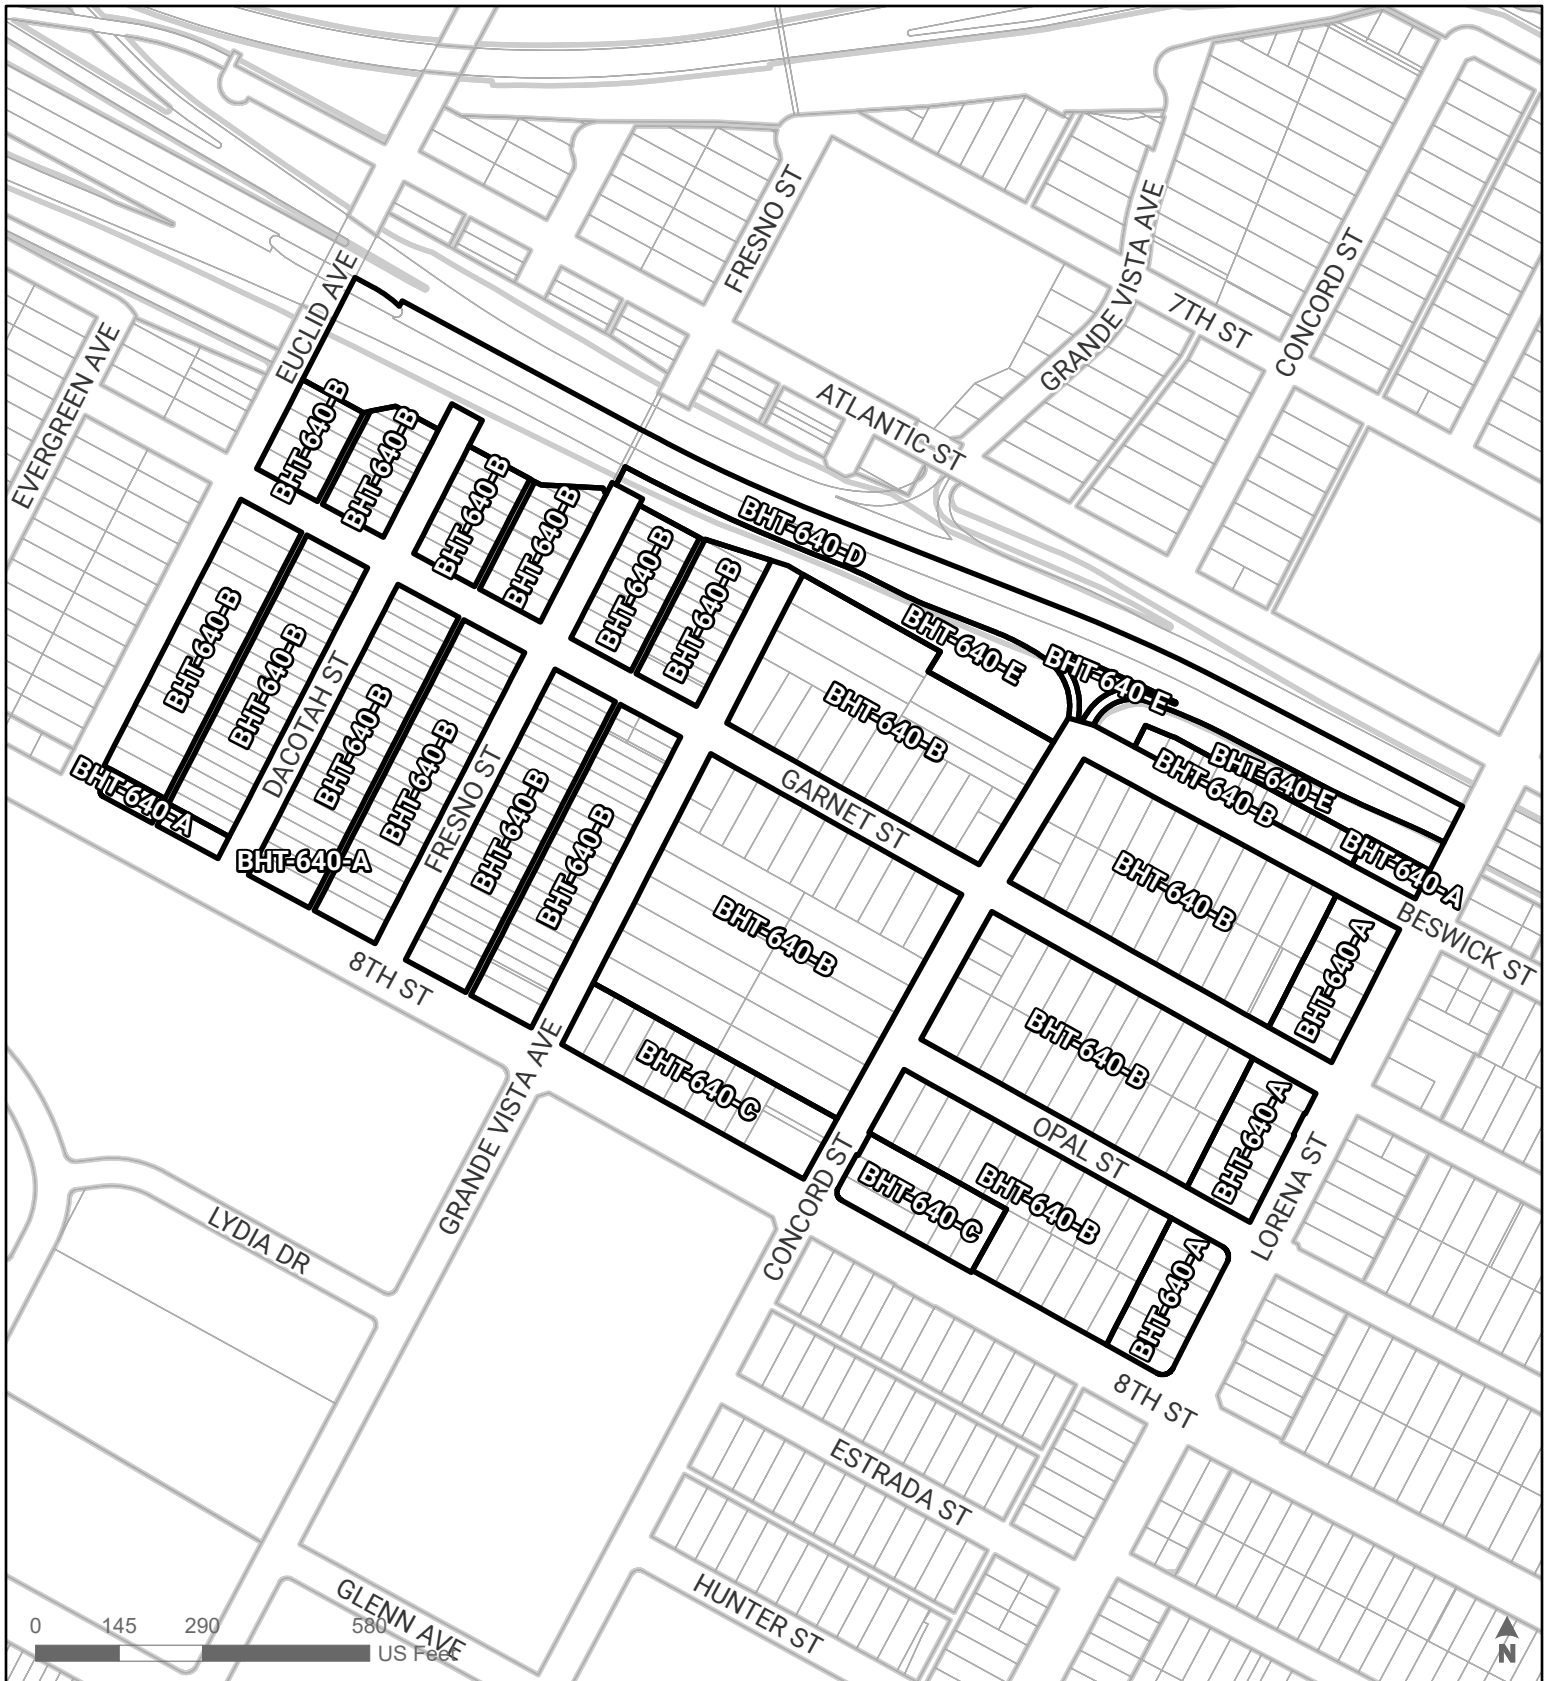 FRESNO ST
GRANDE VISTA AVE
CONCORD ST
7TH ST
EUCLID AVE
EVERGREEN AVE
ATLANTIC ST
BHT-640-B
BHT-640-B
BHT-640-B
BHT-640-B
BHT-640-D
BHT-640-B
BHT-640-B
BHT-640-E
BHT-640-E
BHT-640-B
BHT-640-B
DACOTAH ST
BHT-640-B
BHT-640-B
FRESNO ST
BHT-640-B
BHT-640-B
BHT-640-B
GARNET ST
BHT-640-E
BHT-640-B
BHT-640-A
BHT-640-A
BHT-640-A
BHT-640-B
BESWICK ST
BHT-640-B
BHT-640-A
8TH ST
BHT-640-B
BHT-640-C
OPAL ST
BHT-640-A
LORENA ST
GRANDE VISTA AVE
CONCORD ST
BHT-640-C
BHT-640-B
BHT-640-A
LYDIA DR
8TH ST
ESTRADA ST
GLENN AVE
HUNTER ST
0 145 290 580
US Feet
N